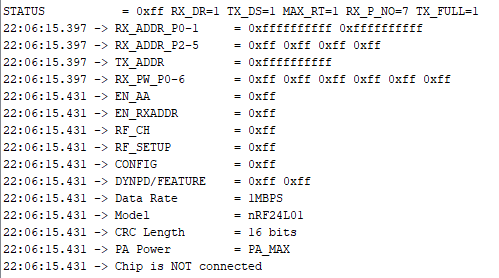 STATUS           = 0xff RX_DR=1 TX_DS=1 MAX_RT=1 RX_P_NO=7 TX_FULL=1
22:06:15.397 -> RX_ADDR_P0-1     = 0xffffffffff 0xffffffffff
22:06:15.397 -> RX_ADDR_P2-5     = 0xff 0xff 0xff 0xff
22:06:15.397 -> TX_ADDR          = 0xffffffffff
22:06:15.397 -> RX_PW_P0-6       = 0xff 0xff 0xff 0xff 0xff 0xff
22:06:15.431 -> EN_AA            = 0xff
22:06:15.431 -> EN_RXADDR        = 0xff
22:06:15.431 -> RF_CH            = 0xff
22:06:15.431 -> RF_SETUP         = 0xff
22:06:15.431 -> CONFIG           = 0xff
22:06:15.431 -> DYNPD/FEATURE    = 0xff 0xff
22:06:15.431 -> Data Rate        = 1MBPS
22:06:15.431 -> Model            = nRF24L01
22:06:15.431 -> CRC Length       = 16 bits
22:06:15.431 -> PA Power         = PA_MAX
22:06:15.431 -> Chip is NOT connected